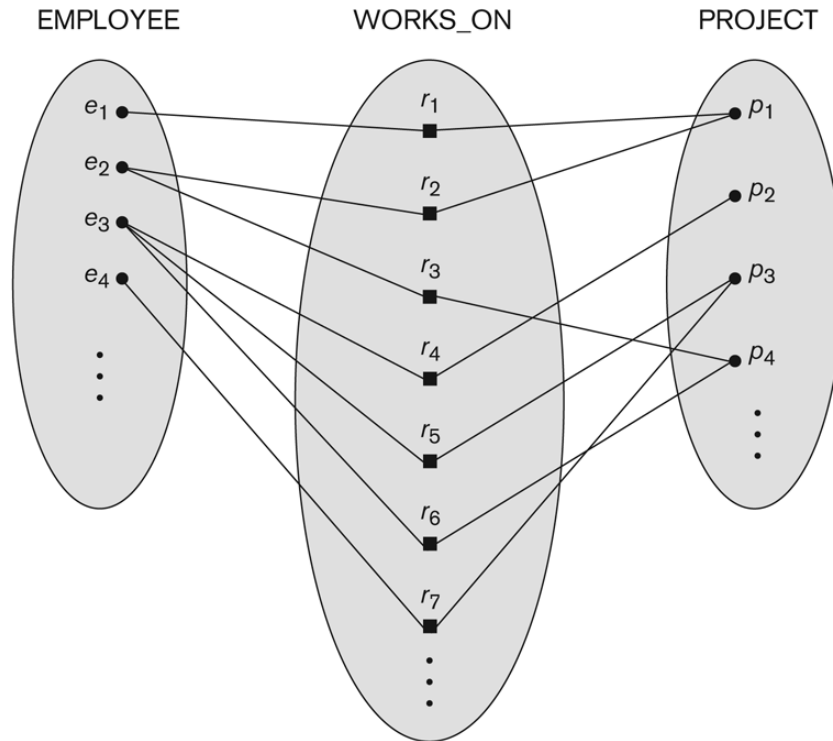 EMPLOYEE WORKS_ON PROJECT
e1
e2
e3
e4
r1
r2
r3
r4
r5
r6
r7
p1
p2
p3
p4